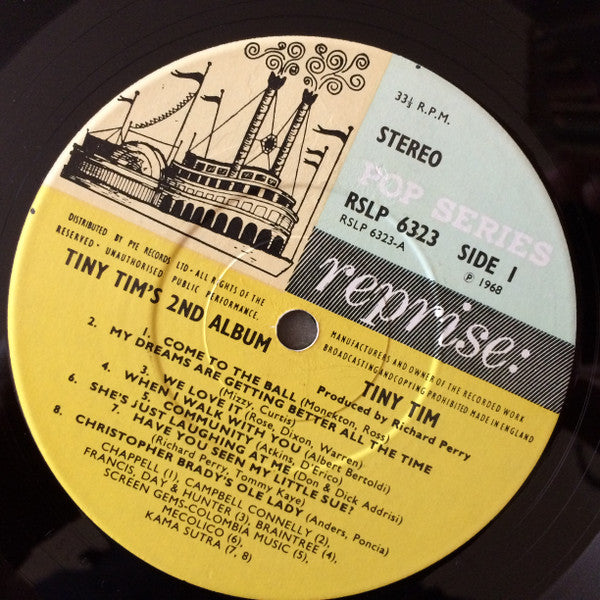 33⅓ R.P.M.
STEREO
POP SERIES
RSLP 6323
RSLP 6323-A
SIDE 1
℗ 1968
reprise:
DISTRIBUTED BY PYE RECORDS LTD - ALL RIGHTS OF THE
MANUFACTURERS AND OWNER OF THE RECORDED WORK
RESERVED - UNAUTHORISED PUBLIC PERFORMANCE,
BROADCASTING AND COPYING PROHIBITED MADE IN ENGLAND
TINY TIM'S 2ND ALBUM
TINY TIM
Produced by Richard Perry
1. COME TO THE BALL (Monckton, Ross)
2. MY DREAMS ARE GETTING BETTER ALL THE TIME
(Mizzy, Curtis)
3. WE LOVE IT (Rose, Dixon, Warren)
4. WHEN I WALK WITH YOU (Albert Bertoldi)
5. COMMUNITY (Atkins, D'Erico)
6. SHE'S JUST LAUGHING AT ME (Don & Dick Addrisi)
7. HAVE YOU SEEN MY LITTLE SUE?
(Richard Perry, Tommy Kaye)
8. CHRISTOPHER BRADY'S OLE LADY (Anders, Poncia)
CHAPPELL (1), CAMPBELL CONNELLY (2),
FRANCIS, DAY & HUNTER (3), BRAINTREE (4),
SCREEN GEMS-COLOMBIA MUSIC (5),
MECOLICO (6),
KAMA SUTRA (7, 8)